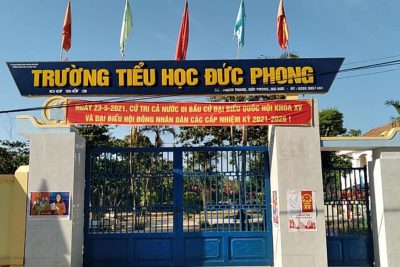 TRƯỜNG TIỂU HỌC ĐỨC PHONG
CƠ SỞ 3
NGÀY 23-5-2021, CỬ TRI CẢ NƯỚC ĐI BẦU CỬ ĐẠI BIỂU QUỐC HỘI KHÓA XV
VÀ ĐẠI BIỂU HỘI ĐỒNG NHÂN DÂN CÁC CẤP NHIỆM KỲ 2021-2026 !